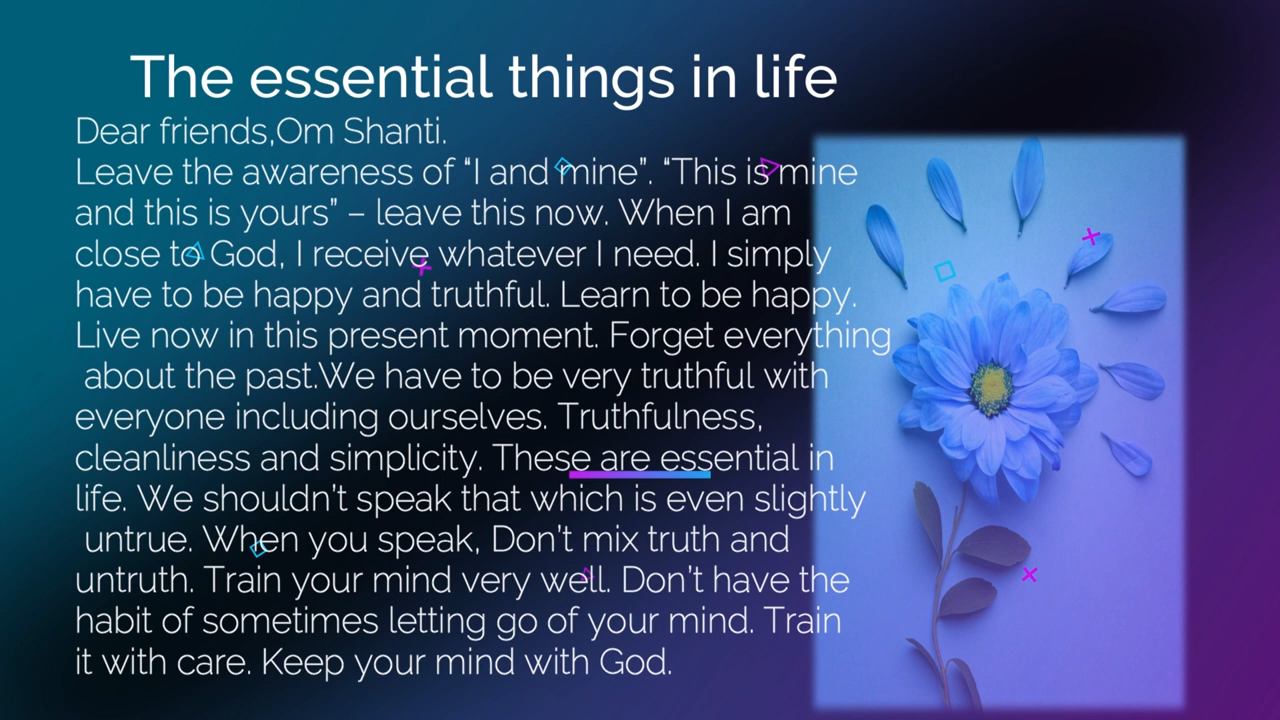 The essential things in life
Dear friends,Om Shanti.
Leave the awareness of “I and mine”. “This is mine
and this is yours” – leave this now. When I am
close to God, I receive whatever I need. I simply
have to be happy and truthful. Learn to be happy.
Live now in this present moment. Forget everything
about the past.We have to be very truthful with
everyone including ourselves. Truthfulness,
cleanliness and simplicity. These are essential in
life. We shouldn’t speak that which is even slightly
untrue. When you speak, Don’t mix truth and
untruth. Train your mind very well. Don’t have the
habit of sometimes letting go of your mind. Train
it with care. Keep your mind with God.